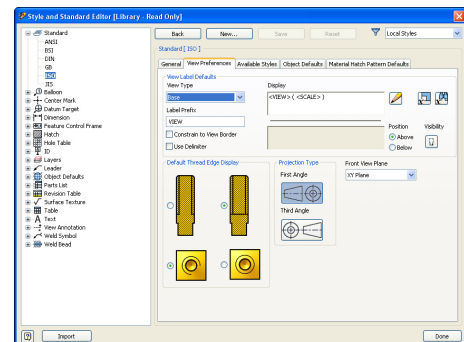 Style and Standard Editor [Library - Read Only]
Back
New...
Save
Reset
Local Styles
Standard
ANSI
BSI
DIN
GB
ISO
JIS
Balloon
Center Mark
Datum Target
Dimension
Feature Control Frame
Hatch
Hole Table
ID
Layers
Leader
Object Defaults
Parts List
Revision Table
Surface Texture
Table
Text
View Annotation
Weld Symbol
Weld Bead
Standard [ ISO ]
General
View Preferences
Available Styles
Object Defaults
Material Hatch Pattern Defaults
View Label Defaults
View Type
Display
Base
<VIEW> ( <SCALE> )
Label Prefix
VIEW
Constrain to View Border
Use Delimiter
Position
Visibility
Above
Below
Default Thread Edge Display
Projection Type
First Angle
Third Angle
Front View Plane
XY Plane
Import
Done